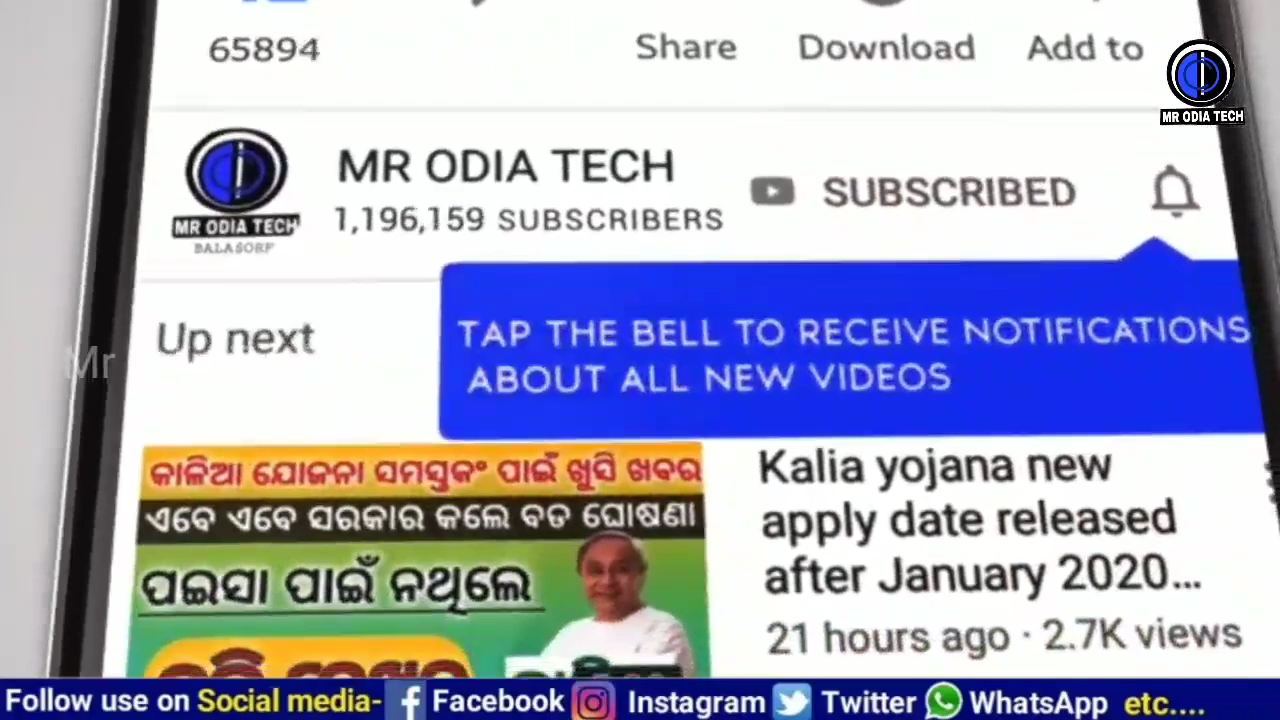 65894
Share
Download
Add to
MR ODIA TECH
MR ODIA TECH
BALASORE
MR ODIA TECH
1,196,159 SUBSCRIBERS
SUBSCRIBED
Up next
Mr
TAP THE BELL TO RECEIVE NOTIFICATIONS
ABOUT ALL NEW VIDEOS
କାଳିଆ ଯୋଜନା ସମସ୍ତଙ୍କ ପାଇଁ ଖୁସି ଖବର
ଏବେ ଏବେ ସରକାର କଲେ ବଡ ଘୋଷଣା
ପଇସା ପାଇଁ ନଥିଲେ
Kalia yojana new
apply date released
after January 2020...
21 hours ago · 2.7K views
Follow use on Social media- Facebook Instagram Twitter WhatsApp etc....